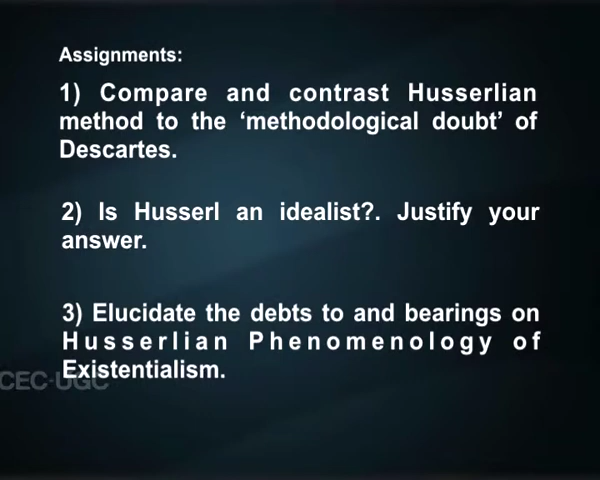 Assignments:
1) Compare and contrast Husserlian
method to the ‘methodological doubt’ of
Descartes.
2) Is Husserl an idealist?. Justify your
answer.
3) Elucidate the debts to and bearings on
Husserlian Phenomenology of
Existentialism.
CEC-UGC